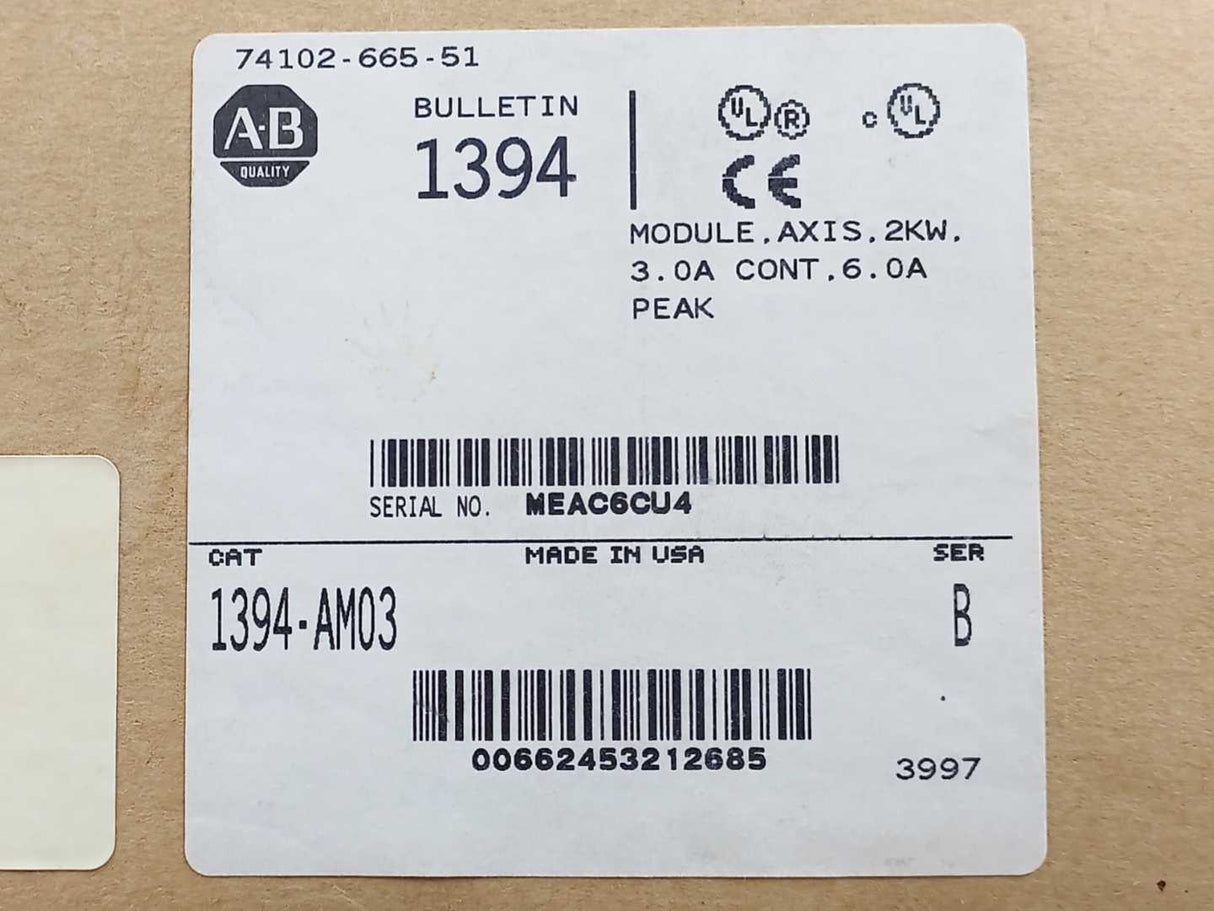 74102-665-51
A-B
QUALITY
BULLETIN
1394
UL R c UL
CE
MODULE,AXIS,2KW,
3.0A CONT,6.0A
PEAK
SERIAL NO. MEAC6CU4
CAT MADE IN USA SER
1394-AM03 B
00662453212685
3997